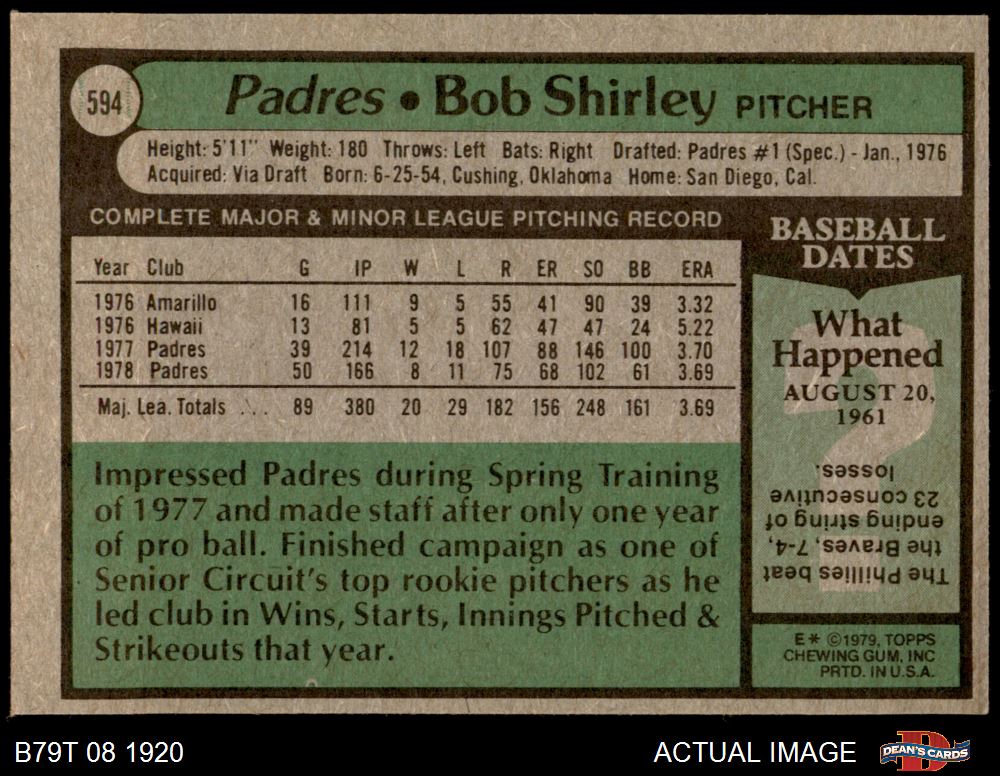 594
Padres • Bob Shirley PITCHER
Height: 5'11" Weight: 180 Throws: Left Bats: Right Drafted: Padres #1 (Spec.) - Jan., 1976
Acquired: Via Draft Born: 6-25-54, Cushing, Oklahoma Home: San Diego, Cal.
COMPLETE MAJOR & MINOR LEAGUE PITCHING RECORD
Year Club G IP W L R ER SO BB ERA
1976 Amarillo 16 111 9 5 55 41 90 39 3.32
1976 Hawaii 13 81 5 5 62 47 47 24 5.22
1977 Padres 39 214 12 18 107 88 146 100 3.70
1978 Padres 50 166 8 11 75 68 102 61 3.69
Maj. Lea. Totals ... 89 380 20 29 182 156 248 161 3.69
Impressed Padres during Spring Training
of 1977 and made staff after only one year
of pro ball. Finished campaign as one of
Senior Circuit's top rookie pitchers as he
led club in Wins, Starts, Innings Pitched &
Strikeouts that year.
BASEBALL
DATES
What
Happened
AUGUST 20,
1961
The Phillies beat
the Braves, 7-4,
ending string of
23 consecutive
losses.
E* ©1979, TOPPS
CHEWING GUM, INC
PRTD. IN U.S.A.
B79T 08 1920
ACTUAL IMAGE
DEAN'S CARDS